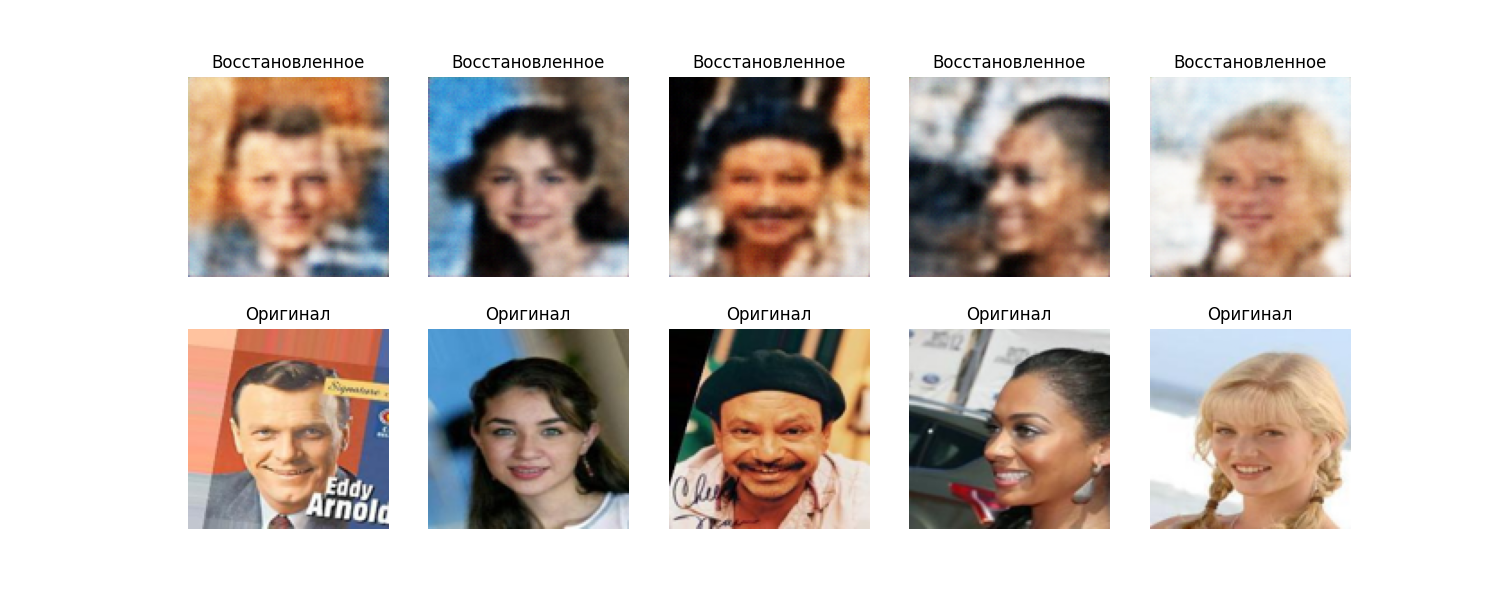 Восстановленное Восстановленное Восстановленное Восстановленное Восстановленное
Оригинал Оригинал Оригинал Оригинал Оригинал
Signature
Eddy
Arnold